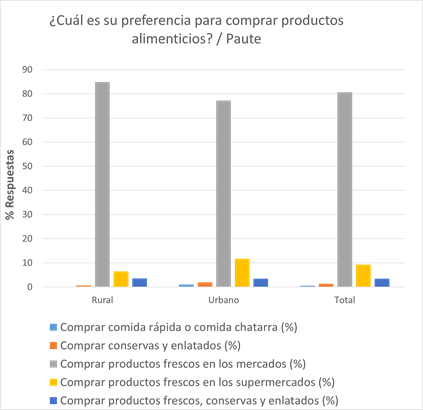 ¿Cuál es su preferencia para comprar productos
alimenticios? / Paute
% Respuestas
90
80
70
60
50
40
30
20
10
0
Rural
Urbano
Total
Comprar comida rápida o comida chatarra (%)
Comprar conservas y enlatados (%)
Comprar productos frescos en los mercados (%)
Comprar productos frescos en los supermercados (%)
Comprar productos frescos, conservas y enlatados (%)